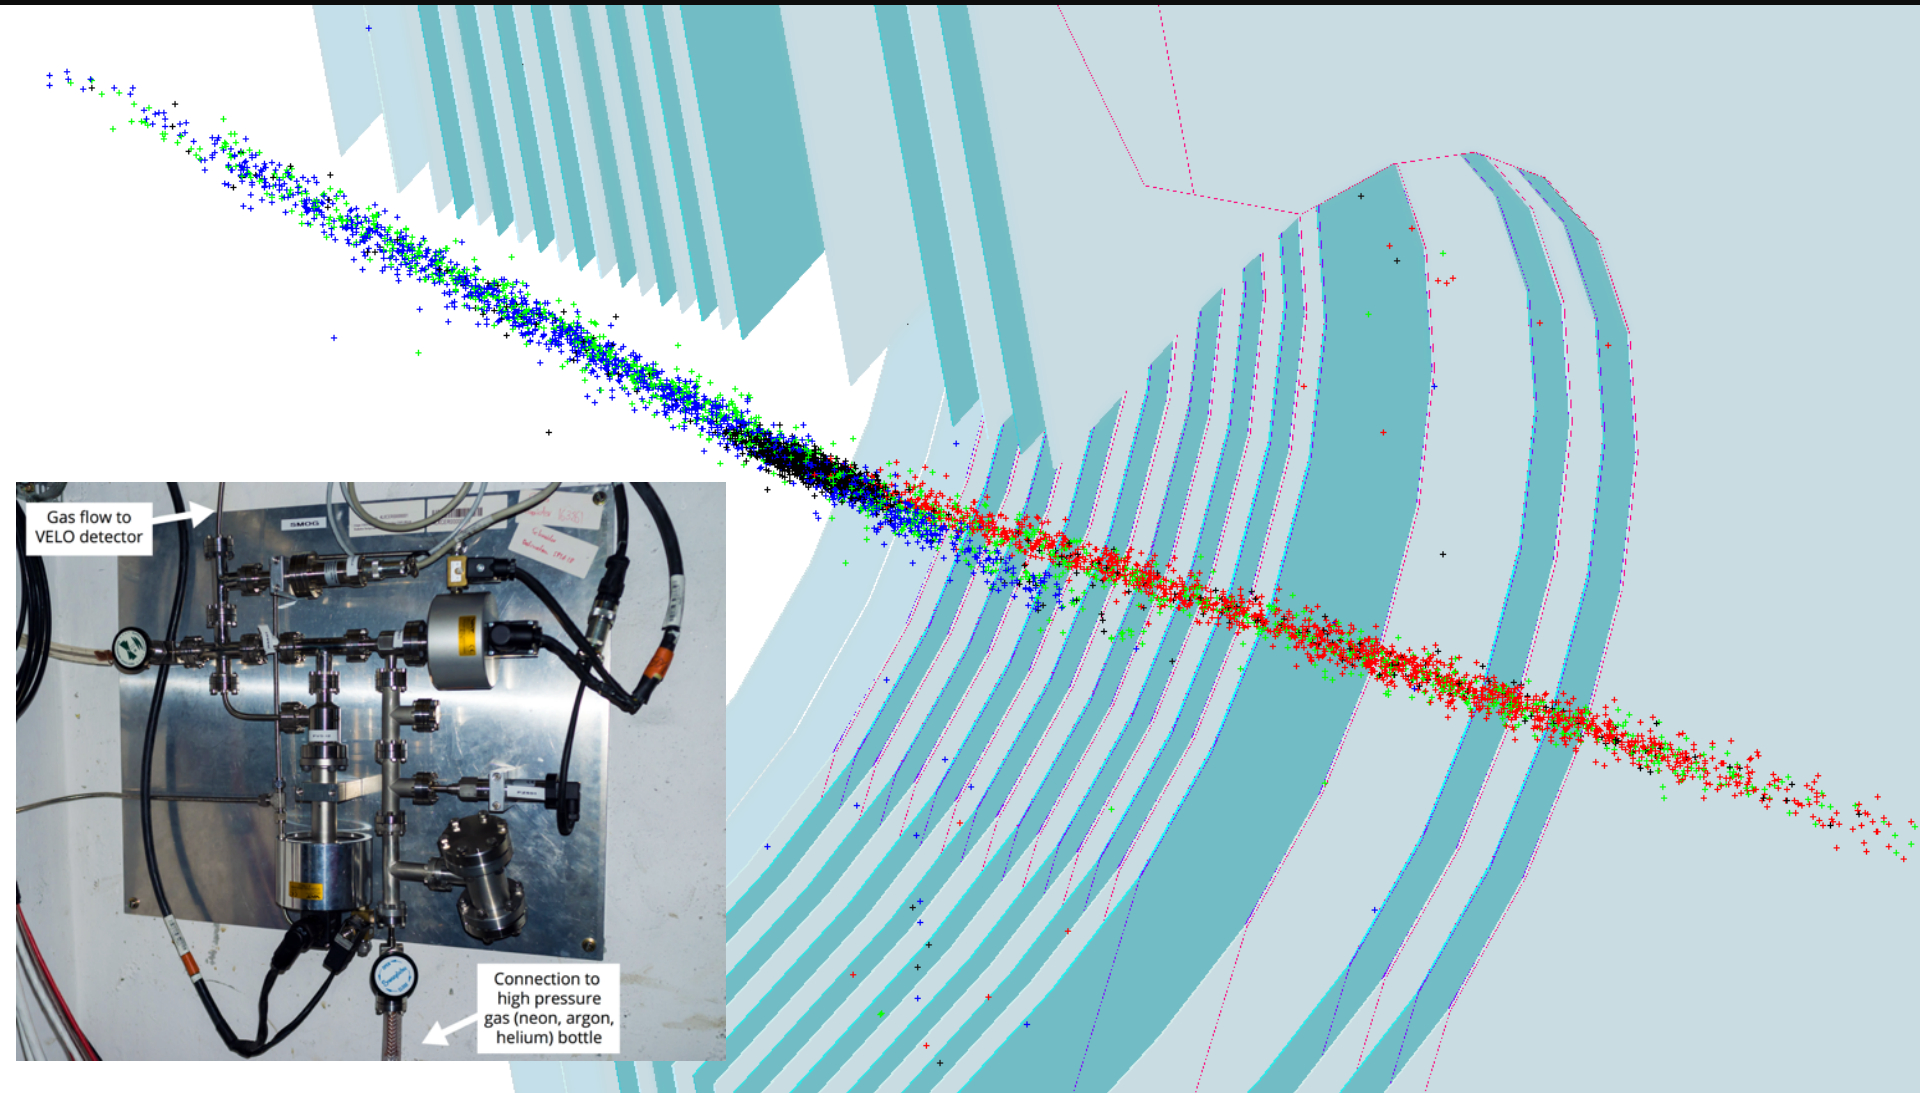 Gas flow to
VELO detector
SMOG
Connection to
high pressure
gas (neon, argon,
helium) bottle